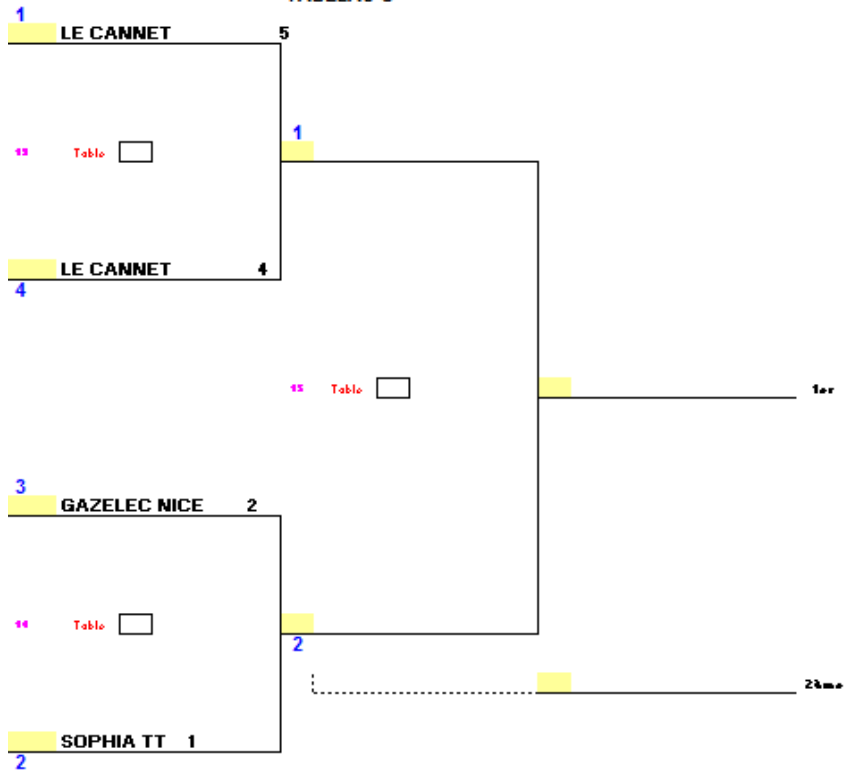 1
LE CANNET 5
1
13 Table
LE CANNET 4
4
15 Table
1er
3
GAZELEC NICE 2
14 Table
2
2ème
SOPHIA TT 1
2